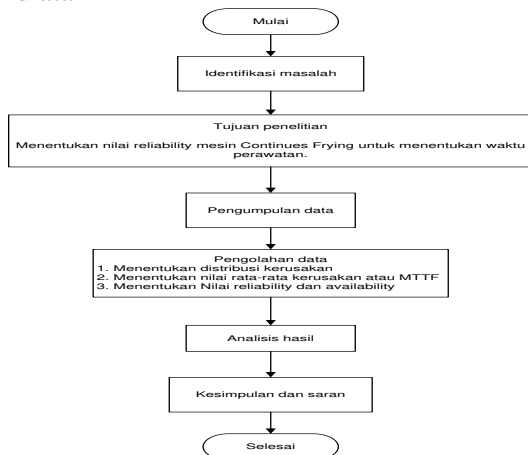 Mulai
Identifikasi masalah
Tujuan penelitian
Menentukan nilai reliability mesin Continues Frying untuk menentukan waktu
perawatan.
Pengumpulan data
Pengolahan data
1. Menentukan distribusi kerusakan
2. Menentukan nilai rata-rata kerusakan atau MTTF
3. Menentukan Nilai reliability dan availability
Analisis hasil
Kesimpulan dan saran
Selesai